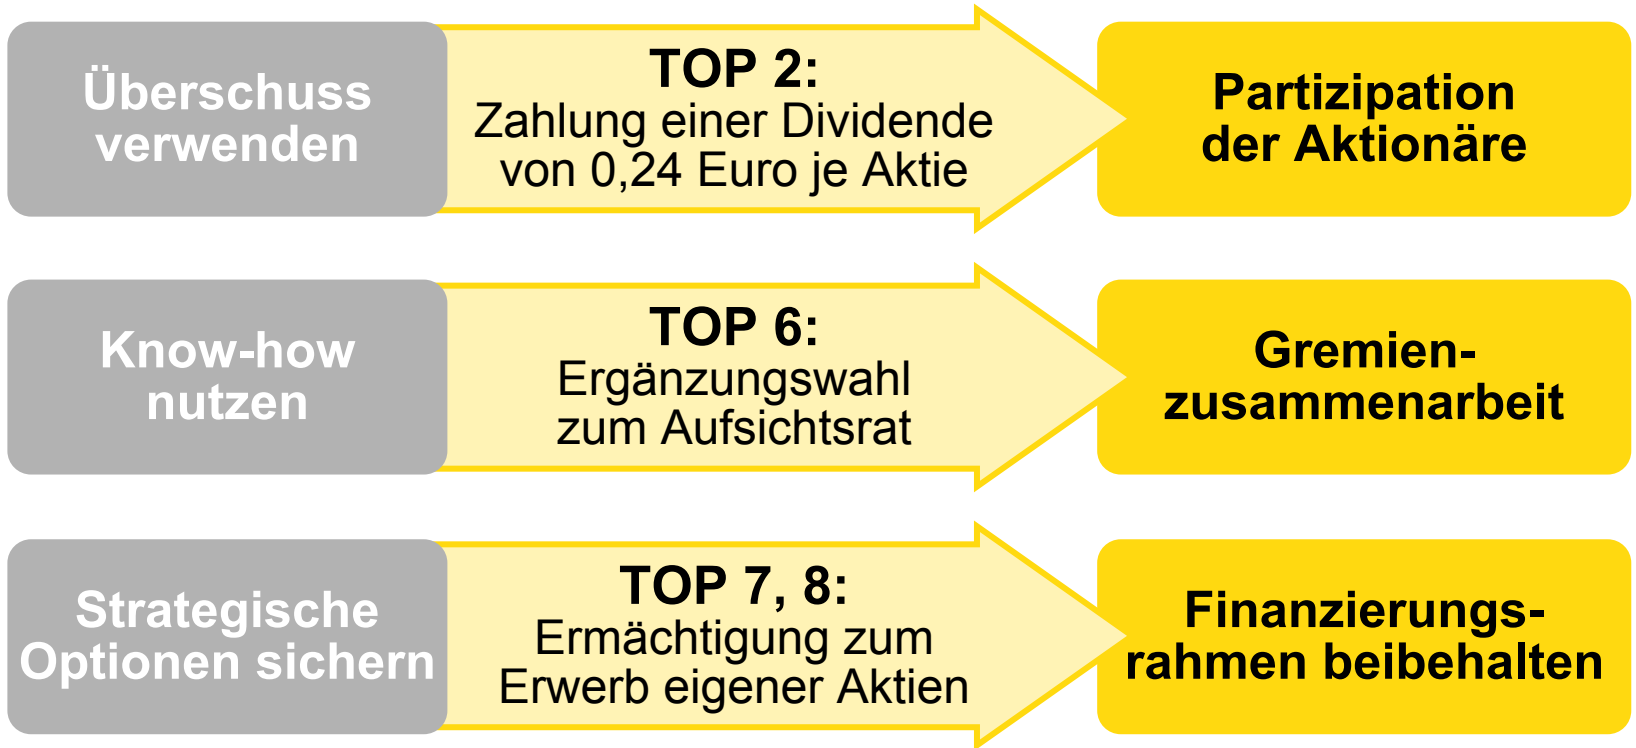 Überschuss
verwenden
TOP 2:
Zahlung einer Dividende
von 0,24 Euro je Aktie
Partizipation
der Aktionäre
Know-how
nutzen
TOP 6:
Ergänzungswahl
zum Aufsichtsrat
Gremien-
zusammenarbeit
Strategische
Optionen sichern
TOP 7, 8:
Ermächtigung zum
Erwerb eigener Aktien
Finanzierungs-
rahmen beibehalten